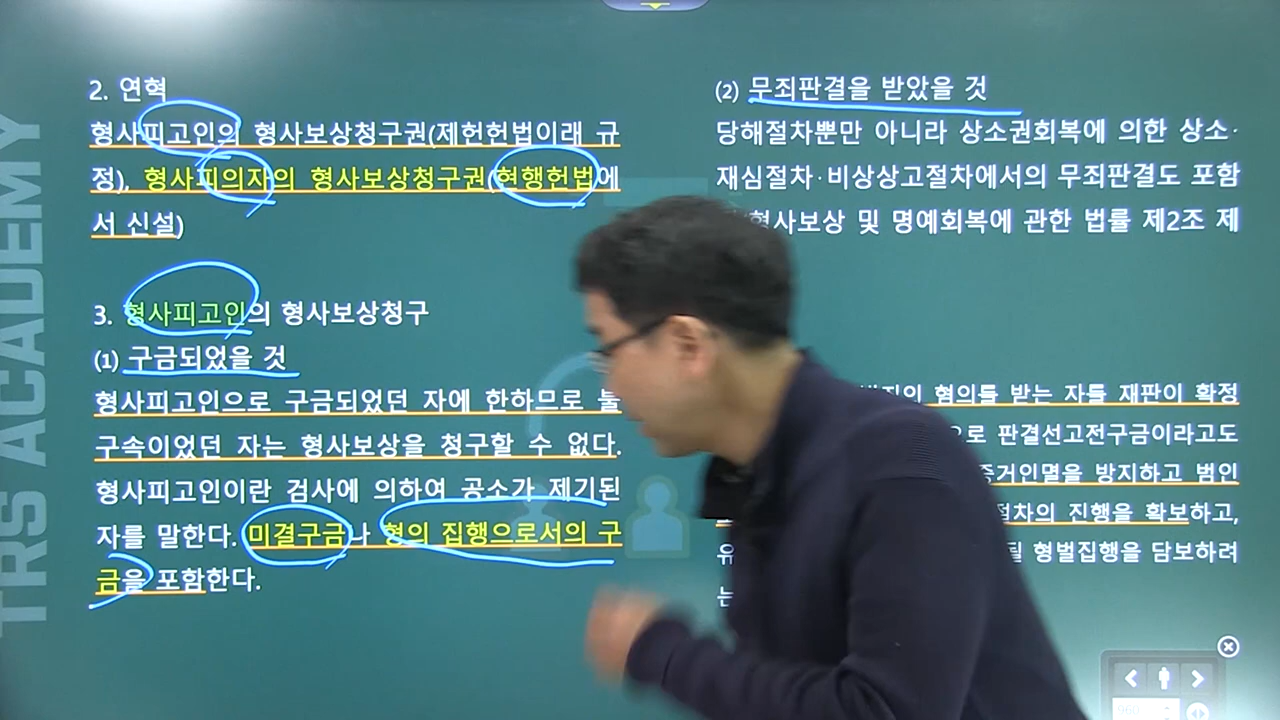 TRS ACADEMY
2. 연혁
형사피고인의 형사보상청구권(제헌헌법이래 규
정), 형사피의자의 형사보상청구권(현행헌법에
서 신설)
3. 형사피고인의 형사보상청구
(1) 구금되었을 것
형사피고인으로 구금되었던 자에 한하므로 불
구속이었던 자는 형사보상을 청구할 수 없다.
형사피고인이란 검사에 의하여 공소가 제기된
자를 말한다. 미결구금나 형의 집행으로서의 구
금을 포함한다.
(2) 무죄판결을 받았을 것
당해절차뿐만 아니라 상소권회복에 의한 상소·
재심절차·비상상고절차에서의 무죄판결도 포함
형사보상 및 명예회복에 관한 법률 제2조 제
혐의를 받는 자를 재판이 확정
판결선고전구금이라고도
증거인멸을 방지하고 범인
진행을 확보하고,
형벌집행을 담보하려
는
960